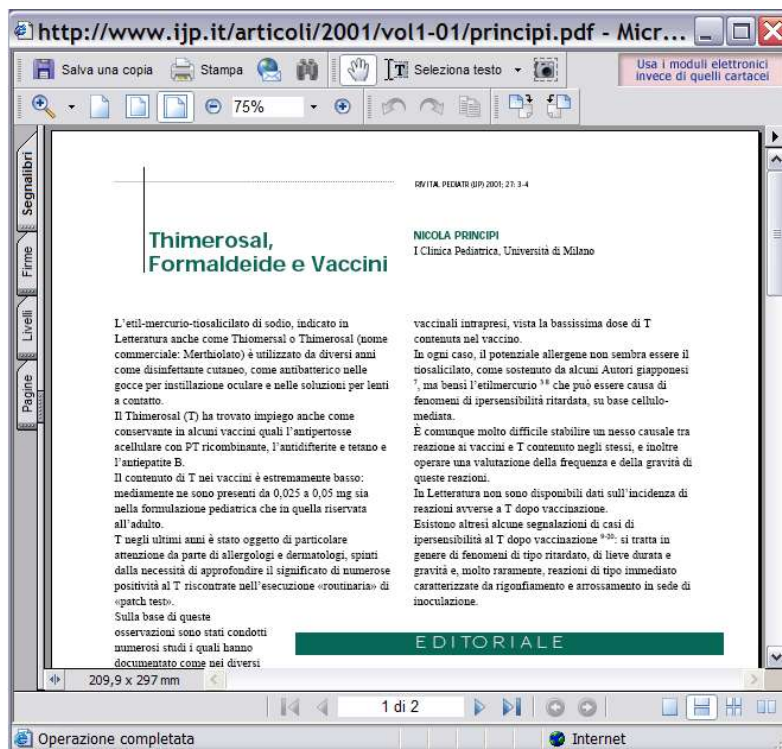 http://www.ijp.it/articoli/2001/vol1-01/principi.pdf - Micr...
Salva una copia Stampa Seleziona testo
Usa i moduli elettronici
invece di quelli cartacei
75%
Segnalibri
Firme
Livelli
Pagine
RIV ITAL PEDIATR (IJP) 2001; 27: 3-4
Thimerosal,
Formaldeide e Vaccini
NICOLA PRINCIPI
I Clinica Pediatrica, Università di Milano
L'etil-mercurio-tiosalicilato di sodio, indicato in
Letteratura anche come Thiomersal o Thimerosal (nome
commerciale: Merthiolato) è utilizzato da diversi anni
come disinfettante cutaneo, come antibatterico nelle
gocce per instillazione oculare e nelle soluzioni per lenti
a contatto.
Il Thimerosal (T) ha trovato impiego anche come
conservante in alcuni vaccini quali l'antipertosse
acellulare con PT ricombinante, l'antidifterite e tetano e
l'antiepatite B.
Il contenuto di T nei vaccini è estremamente basso:
mediamente ne sono presenti da 0,025 a 0,05 mg sia
nella formulazione pediatrica che in quella riservata
all'adulto.
T negli ultimi anni è stato oggetto di particolare
attenzione da parte di allergologi e dermatologi, spinti
dalla necessità di approfondire il significato di numerose
positività al T riscontrate nell'esecuzione «routinaria» di
«patch test».
Sulla base di queste
osservazioni sono stati condotti
numerosi studi i quali hanno
documentato come nei diversi
vaccinali intrapresi, vista la bassissima dose di T
contenuta nel vaccino.
In ogni caso, il potenziale allergene non sembra essere il
tiosalicilato, come sostenuto da alcuni Autori giapponesi
7, ma bensì l'etilmercurio 3 8 che può essere causa di
fenomeni di ipersensibilità ritardata, su base cellulo-
mediata.
È comunque molto difficile stabilire un nesso causale tra
reazione ai vaccini e T contenuto negli stessi, e inoltre
operare una valutazione della frequenza e della gravità di
queste reazioni.
In Letteratura non sono disponibili dati sull'incidenza di
reazioni avverse a T dopo vaccinazione.
Esistono altresì alcune segnalazioni di casi di
ipersensibilità al T dopo vaccinazione 9-20: si tratta in
genere di fenomeni di tipo ritardato, di lieve durata e
gravità e, molto raramente, reazioni di tipo immediato
caratterizzate da rigonfiamento e arrossamento in sede di
inoculazione.
EDITORIALE
209,9 x 297 mm
1 di 2
Operazione completata Internet